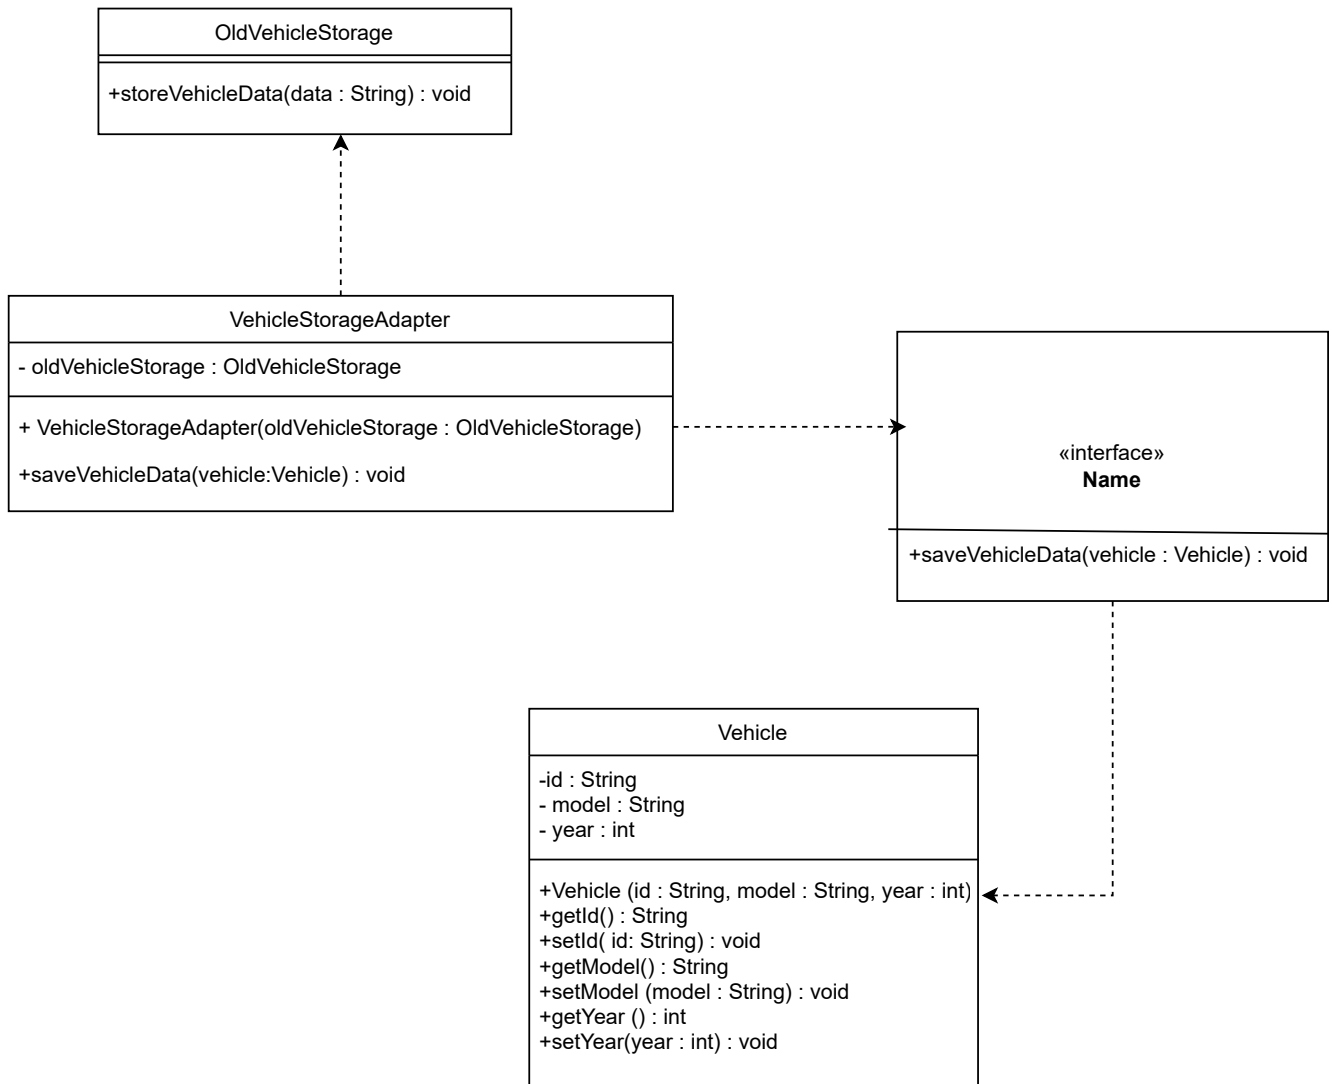 OldVehicleStorage
+storeVehicleData(data : String) : void
VehicleStorageAdapter
- oldVehicleStorage : OldVehicleStorage
+ VehicleStorageAdapter(oldVehicleStorage : OldVehicleStorage)
+saveVehicleData(vehicle:Vehicle) : void
«interface»
Name
+saveVehicleData(vehicle : Vehicle) : void
Vehicle
-id : String
- model : String
- year : int
+Vehicle (id : String, model : String, year : int)
+getId() : String
+setId( id: String) : void
+getModel() : String
+setModel (model : String) : void
+getYear () : int
+setYear(year : int) : void